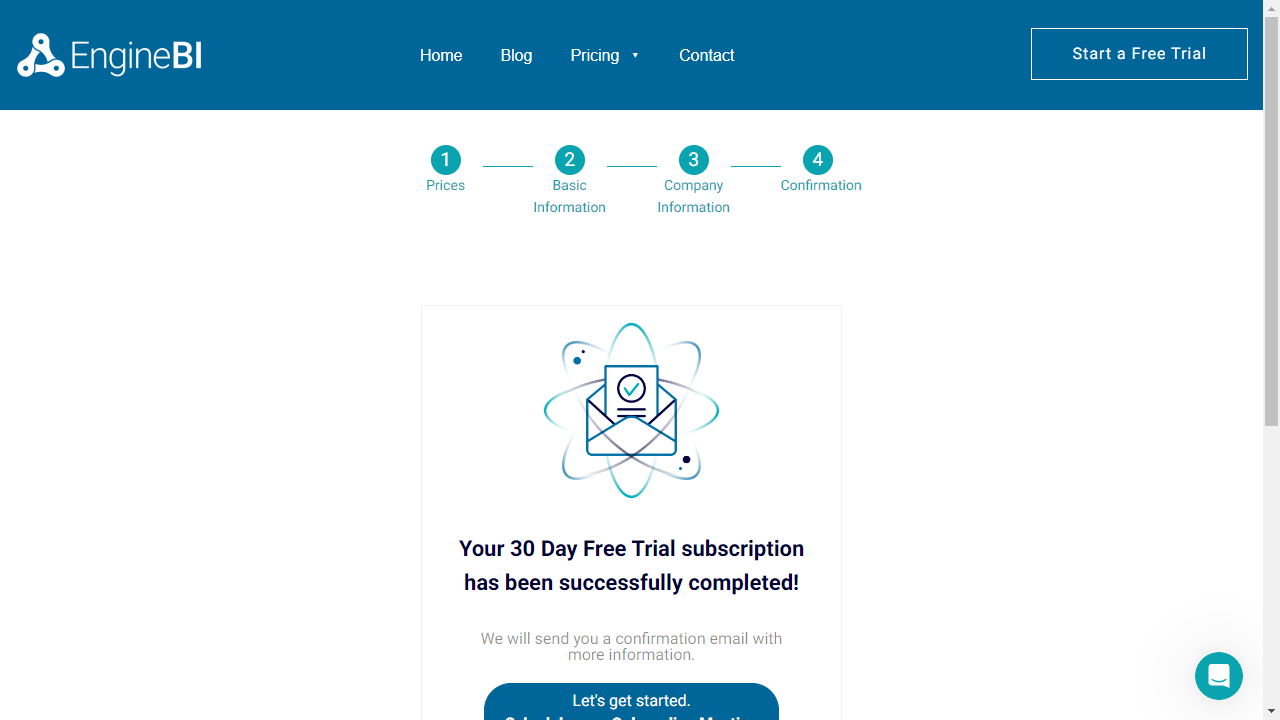 EngineBI
Home
Blog
Pricing
Contact
Start a Free Trial
1
2
3
4
Prices
Basic
Information
Company
Information
Confirmation
Your 30 Day Free Trial subscription
has been successfully completed!
We will send you a confirmation email with
more information.
Let's get started.